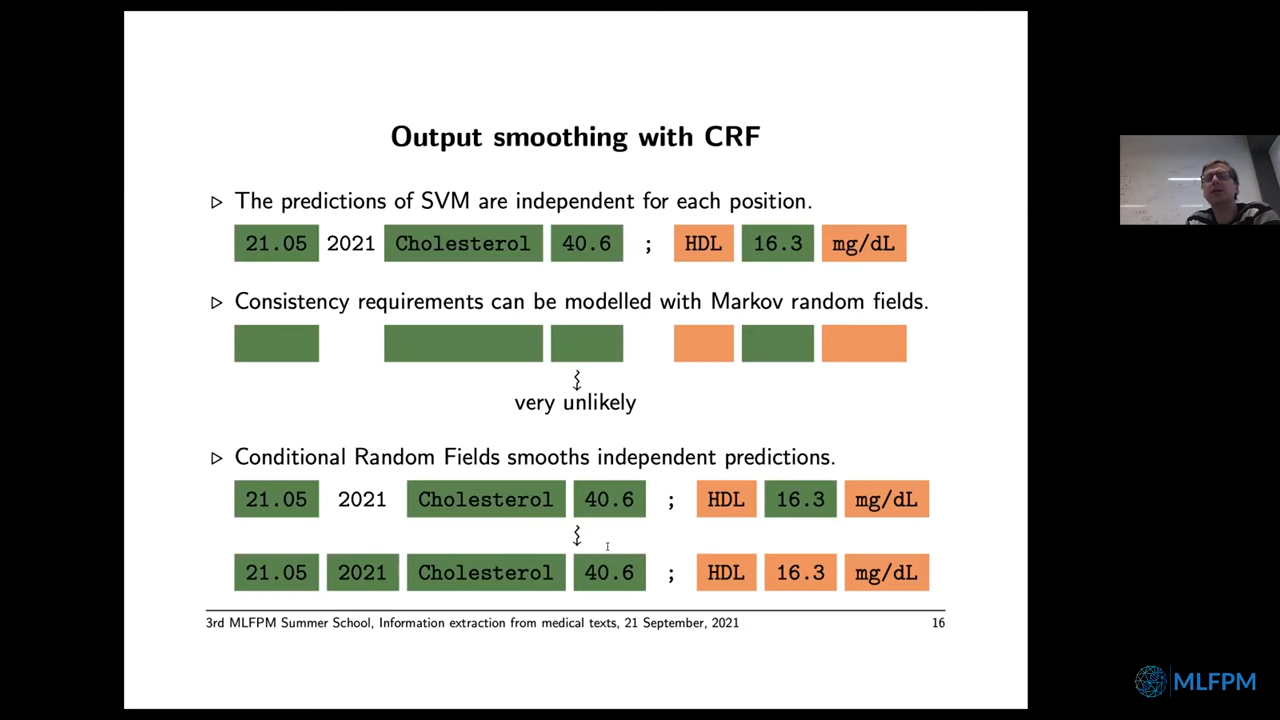 Output smoothing with CRF
▷ The predictions of SVM are independent for each position.
21.05 2021 Cholesterol 40.6 ; HDL 16.3 mg/dL
▷ Consistency requirements can be modelled with Markov random fields.
very unlikely
▷ Conditional Random Fields smooths independent predictions.
21.05 2021 Cholesterol 40.6 ; HDL 16.3 mg/dL
21.05 2021 Cholesterol 40.6 ; HDL 16.3 mg/dL
3rd MLFPM Summer School, Information extraction from medical texts, 21 September, 2021 16
MLFPM